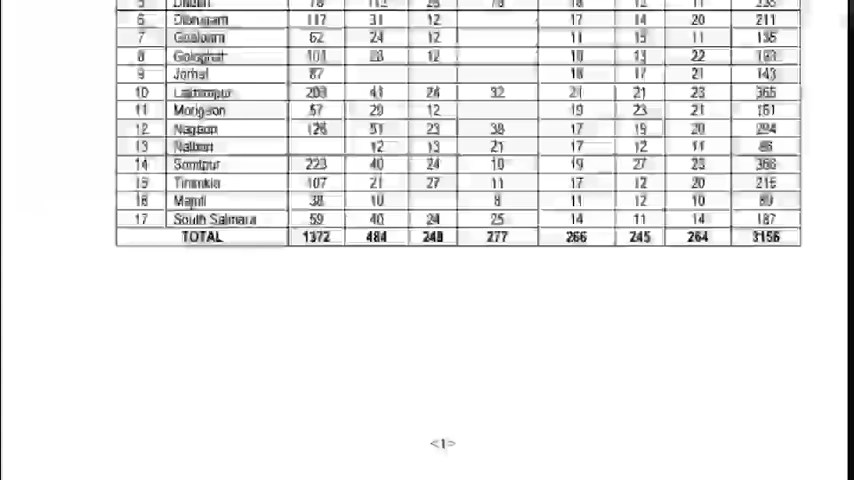 6 Dibrugarh 117 31 12 17 14 20 211
7 Goalpara 62 24 12 11 15 11 135
8 Golaghat 12 10 13 22
9 Jorhat 87 18 17 21 143
10 Lakhimpur 203 41 24 32 21 21 23 365
11 Morigaon 57 29 12 19 23 21 161
12 Nagaon 126 51 23 38 17 19 20 294
13 Nalbari 12 13 21 17 12 11 86
14 Sonitpur 223 40 24 10 19 27 23 366
15 Tinsukia 107 21 27 11 17 12 20 215
16 Majuli 38 10 8 11 12 10 89
17 South Salmara 59 40 24 25 14 11 14 187
TOTAL 1372 484 248 277 266 245 264 3156
<1>